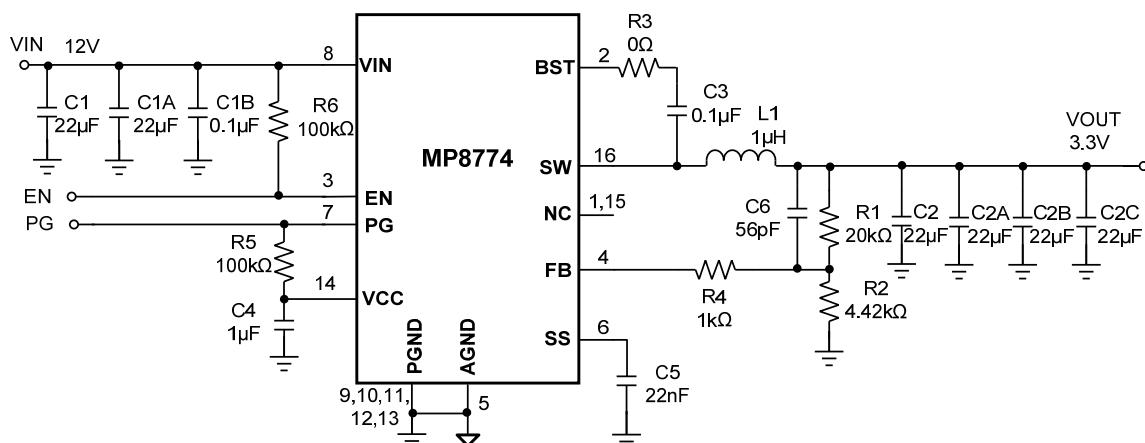 VIN 12V
8
VIN
C1
22µF
C1A
22µF
C1B
0.1µF
R6
100kΩ
EN
3
EN
PG
7
PG
R5
100kΩ
14
VCC
C4
1µF
MP8774
PGND
AGND
9,10,11,
12,13
5
BST
2
R3
0Ω
C3
0.1µF
L1
1µH
SW
16
NC
1,15
FB
4
R4
1kΩ
SS
6
C5
22nF
C6
56pF
R1
20kΩ
R2
4.42kΩ
C2
22µF
C2A
22µF
C2B
22µF
C2C
22µF
VOUT
3.3V